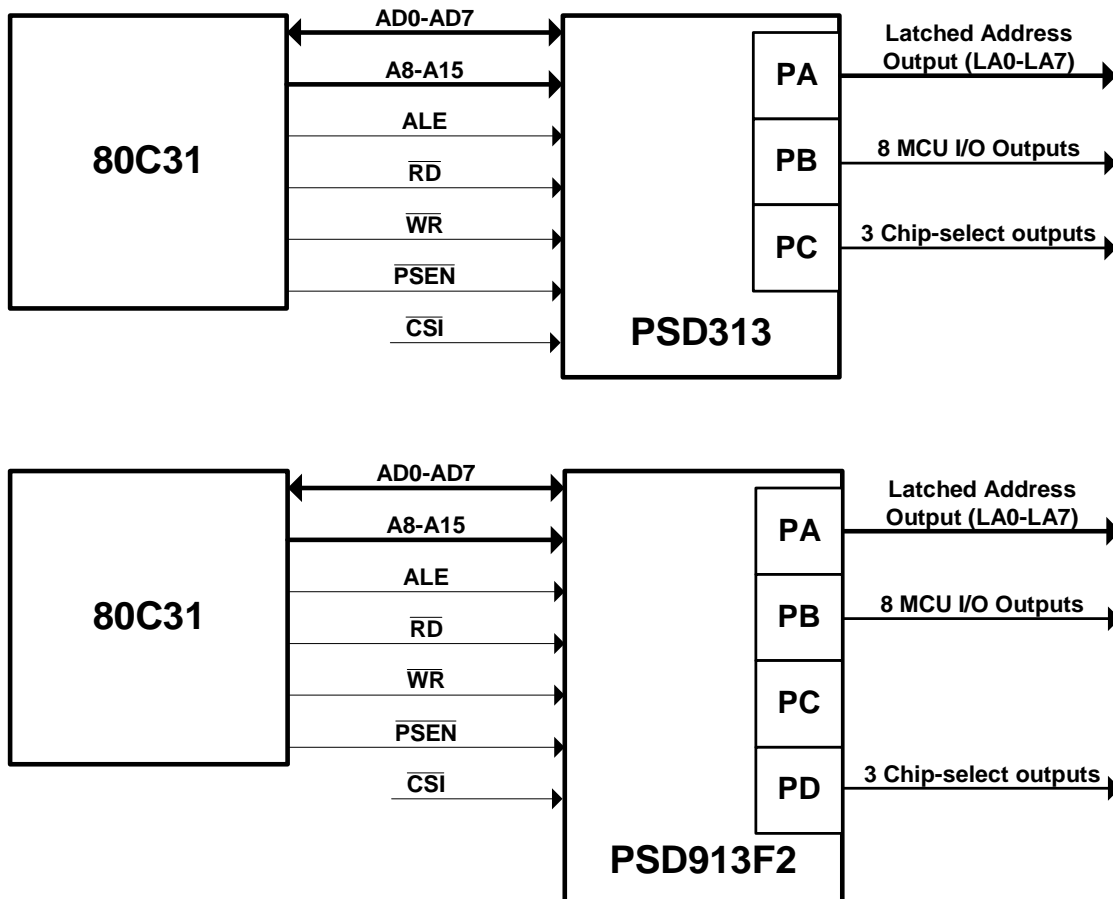 AD0-AD7
A8-A15
ALE
RD
WR
PSEN
CSI
80C31
PSD313
PA
PB
PC
Latched Address
Output (LA0-LA7)
8 MCU I/O Outputs
3 Chip-select outputs
AD0-AD7
A8-A15
ALE
RD
WR
PSEN
CSI
80C31
PSD913F2
PA
PB
PC
PD
Latched Address
Output (LA0-LA7)
8 MCU I/O Outputs
3 Chip-select outputs